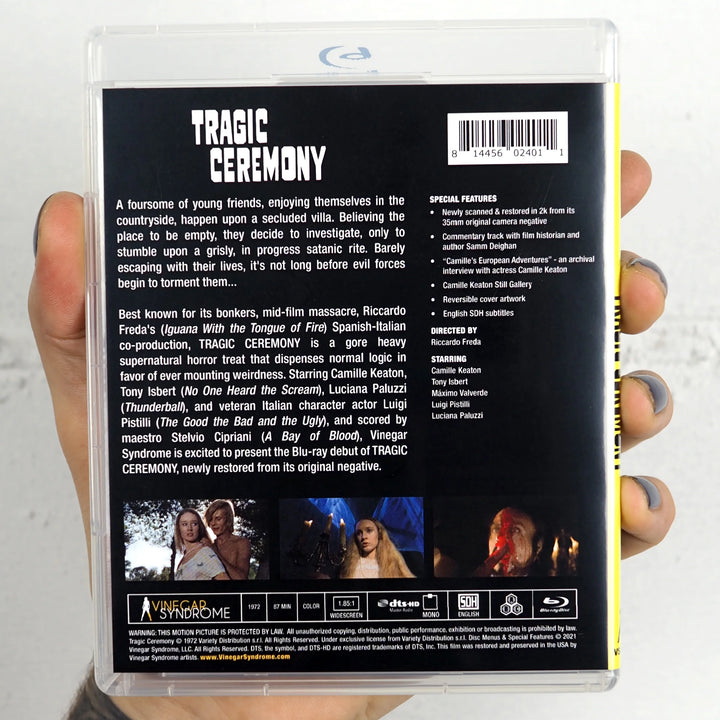 TRAGIC
CEREMONY
8 14456 02401 1
A foursome of young friends, enjoying themselves in the
countryside, happen upon a secluded villa. Believing the
place to be empty, they decide to investigate, only to
stumble upon a grisly, in progress satanic rite. Barely
escaping with their lives, it's not long before evil forces
begin to torment them...
Best known for its bonkers, mid-film massacre, Riccardo
Freda's (Iguana With the Tongue of Fire) Spanish-Italian
co-production, TRAGIC CEREMONY is a gore heavy
supernatural horror treat that dispenses normal logic in
favor of ever mounting weirdness. Starring Camille Keaton,
Tony Isbert (No One Heard the Scream), Luciana Paluzzi
(Thunderball), and veteran Italian character actor Luigi
Pistilli (The Good the Bad and the Ugly), and scored by
maestro Stelvio Cipriani (A Bay of Blood), Vinegar
Syndrome is excited to present the Blu-ray debut of TRAGIC
CEREMONY, newly restored from its original negative.
SPECIAL FEATURES
• Newly scanned & restored in 2k from its
35mm original camera negative
• Commentary track with film historian and
author Samm Deighan
• "Camille's European Adventures" - an archival
interview with actress Camille Keaton
• Camille Keaton Still Gallery
• Reversible cover artwork
• English SDH subtitles
DIRECTED BY
Riccardo Freda
STARRING
Camille Keaton
Tony Isbert
Máximo Valverde
Luigi Pistilli
Luciana Paluzzi
VINEGAR
SYNDROME
1972
87 MIN
COLOR
1.85:1
WIDESCREEN
dts-HD
Master Audio
MONO
SDH
ENGLISH
Blu-ray Disc
WARNING: THIS MOTION PICTURE IS PROTECTED BY LAW. All unauthorized copying, distribution, public performance, exhibition or broadcasting is prohibited by law.
Tragic Ceremony © 1972 Variety Distribution s.r.l. All Rights Reserved. Under exclusive license from Variety Distribution s.r.l. Disc Menus & Special Features © 2021
Vinegar Syndrome, LLC. All Rights Reserved. DTS, the symbol, and DTS-HD are registered trademarks of DTS, Inc. This film was restored and preserved in the USA by
Vinegar Syndrome artists. www.VinegarSyndrome.com